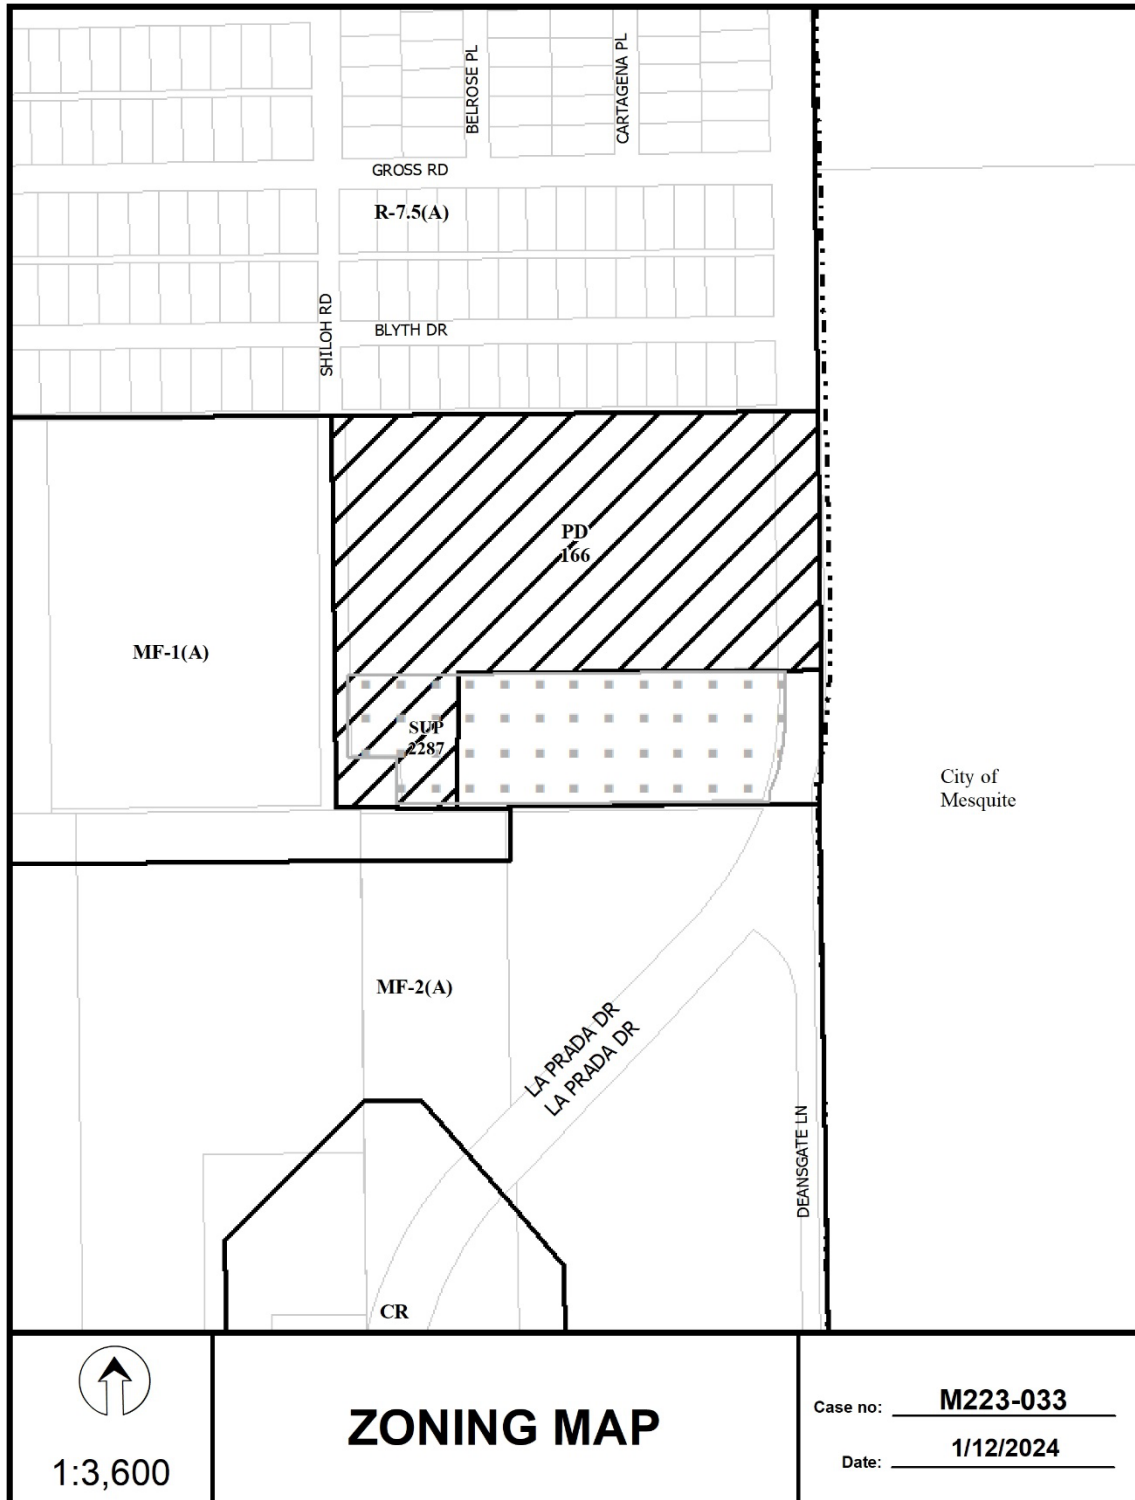 BELROSE PL
CARTAGENA PL
GROSS RD
R-7.5(A)
SHILOH RD
BLYTH DR
PD
166
MF-1(A)
SUP
2287
City of
Mesquite
MF-2(A)
LA PRADA DR
LA PRADA DR
DEANSGATE LN
CR
1:3,600
ZONING MAP
Case no: M223-033
Date: 1/12/2024